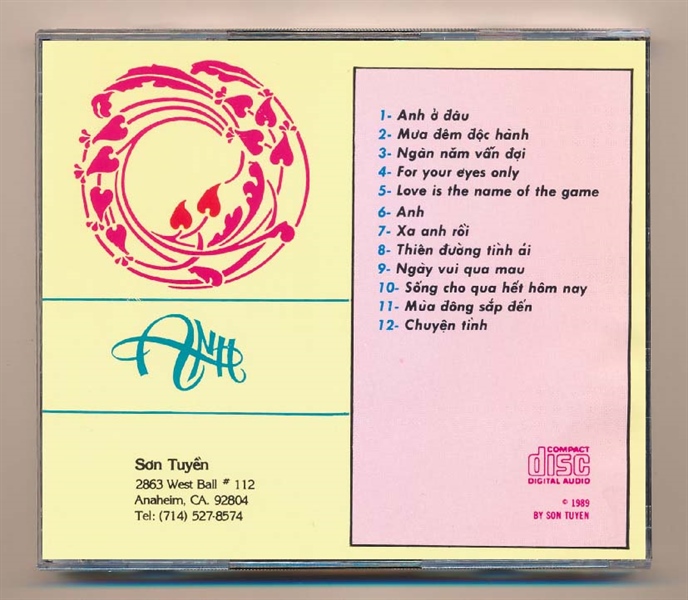 ANH
Sơn Tuyền
2863 West Ball # 112
Anaheim, CA. 92804
Tel: (714) 527-8574
1- Anh ở đâu
2- Mưa đêm độc hành
3- Ngân năm vẫn đợi
4- For your eyes only
5- Love is the name of the game
6- Anh
7- Xa anh rồi
8- Thiên đường tình ái
9- Ngày vui qua mau
10- Sống cho qua hết hôm nay
11- Mùa đông sắp đến
12- Chuyện tình
COMPACT
disc
DIGITAL AUDIO
© 1989
BY SON TUYEN